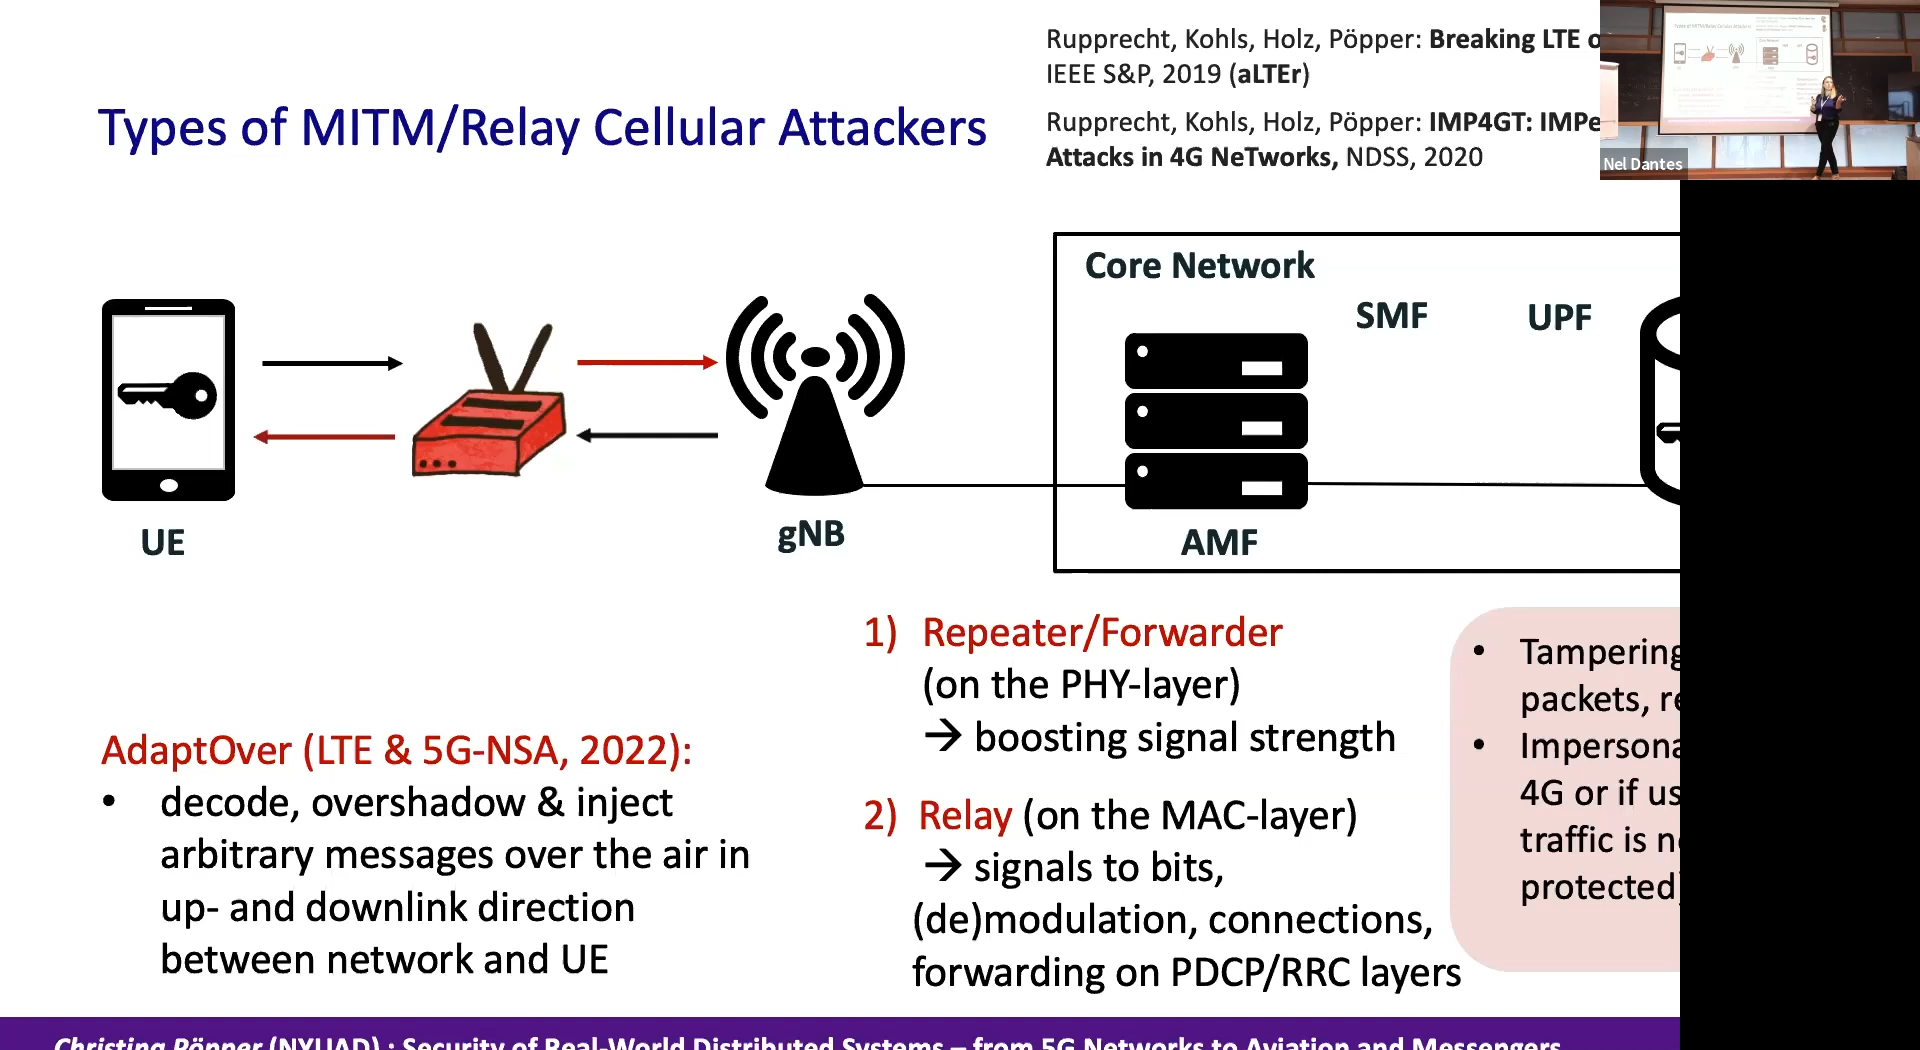 Rupprecht, Kohls, Holz, Pöpper: Breaking LTE
IEEE S&P, 2019 (aLTEr)
Types of MITM/Relay Cellular Attackers
Rupprecht, Kohls, Holz, Pöpper: IMP4GT: IMPe
Attacks in 4G NeTworks, NDSS, 2020
Nel Dantes
Core Network
SMF
UPF
UE
gNB
AMF
1) Repeater/Forwarder
(on the PHY-layer)
→ boosting signal strength
2) Relay (on the MAC-layer)
→ signals to bits,
(de)modulation, connections,
forwarding on PDCP/RRC layers
• Tampering
packets,
• Impersona
4G or if us
traffic is
protected
AdaptOver (LTE & 5G-NSA, 2022):
• decode, overshadow & inject
arbitrary messages over the air in
up- and downlink direction
between network and UE
Christina Pöpper (NYUAD) : Security of Real-World Distributed Systems – from 5G Networks to Aviation and Messengers